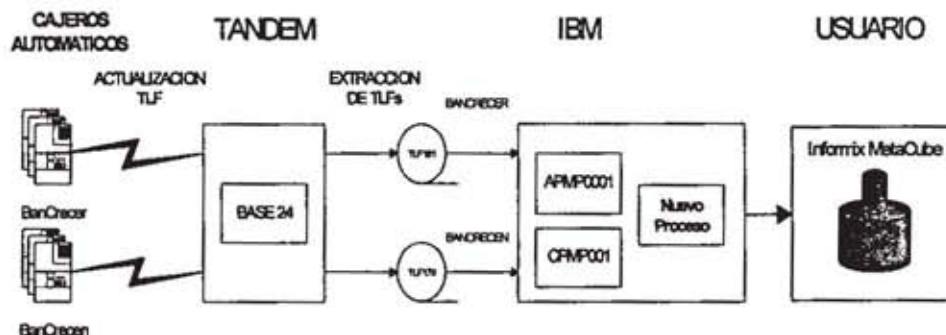 CAJEROS
AUTOMATICOS
TANDEM
IBM
USUARIO
ACTUALIZACION
TLF
EXTRACCION
DE TLFs
BANCRECER
BANCRECEN
BASE 24
APMP0001
CPMP001
Nuevo
Proceso
Informix MetaCube
BanCrecer
BanCrecen